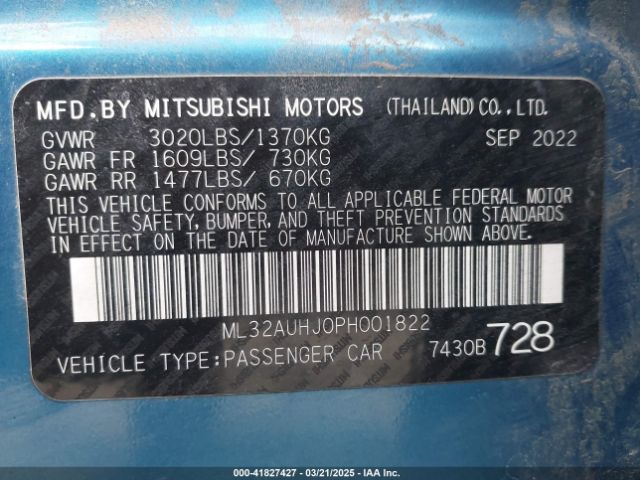 MFD.BY MITSUBISHI MOTORS (THAILAND) CO., LTD.
GVWR 3020LBS/1370KG SEP 2022
GAWR FR 1609LBS/ 730KG
GAWR RR 1477LBS/ 670KG
THIS VEHICLE CONFORMS TO ALL APPLICABLE FEDERAL MOTOR
VEHICLE SAFETY, BUMPER, AND THEFT PREVENTION STANDARDS
IN EFFECT ON THE DATE OF MANUFACTURE SHOWN ABOVE.
ML32AUHJ0PH001822
VEHICLE TYPE:PASSENGER CAR 7430B 728
000-41827427 - 03/21/2025 - IAA Inc.